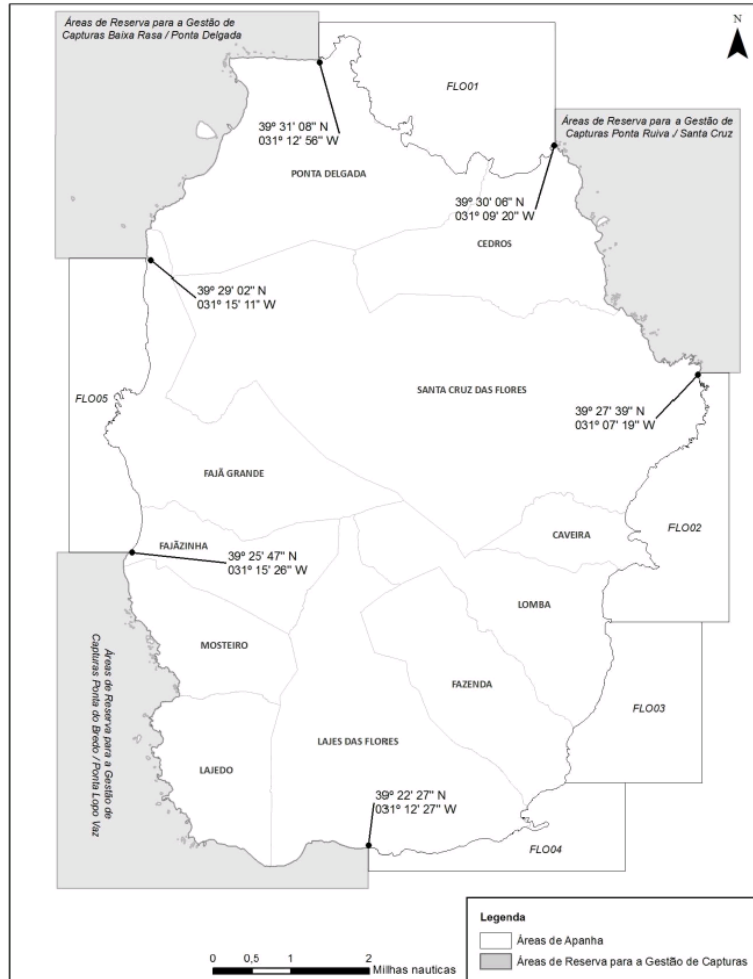 Áreas de Reserva para a Gestão de
Capturas Baixa Rasa / Ponta Delgada
N
FLO01
Áreas de Reserva para a Gestão de
Capturas Ponta Ruiva / Santa Cruz
39º 31' 08" N
031º 12' 56" W
PONTA DELGADA
39º 30' 06" N
031º 09' 20" W
CEDROS
39º 29' 02" N
031º 15' 11" W
FLO05
SANTA CRUZ DAS FLORES
39º 27' 39" N
031º 07' 19" W
FAJÃ GRANDE
FLO02
CAVEIRA
FAJÃZINHA
39º 25' 47" N
031º 15' 26" W
LOMBA
Áreas de Reserva para a Gestão de
Capturas Ponta do Bredo / Ponta Lopo Vaz
MOSTEIRO
FAZENDA
FLO03
LAJES DAS FLORES
LAJEDO
39º 22' 27" N
031º 12' 27" W
FLO04
Legenda
Áreas de Apanha
Áreas de Reserva para a Gestão de Capturas
0 0,5 1 2
Milhas nauticas